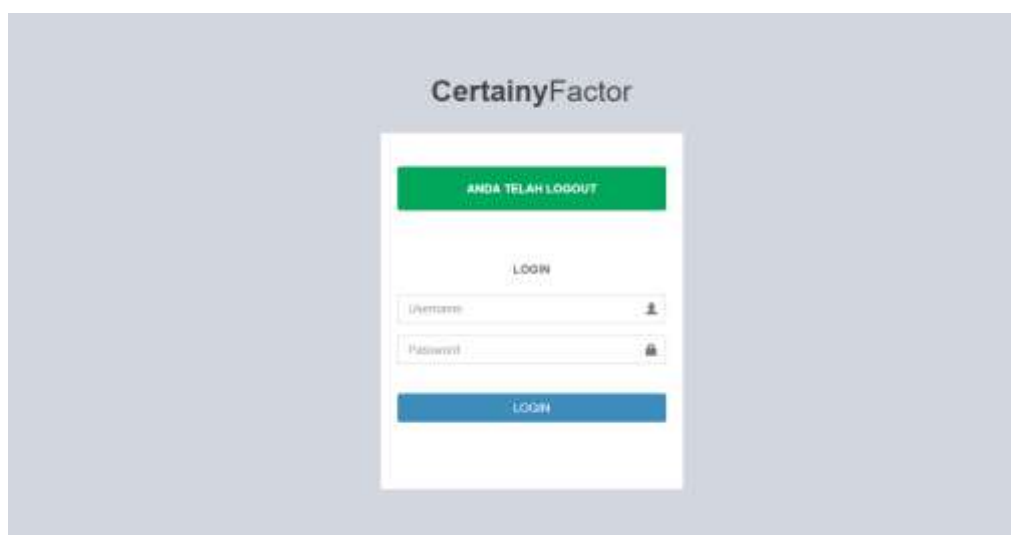 CertainyFactor
ANDA TELAH LOGOUT
LOGIN
Username
Password
LOGIN